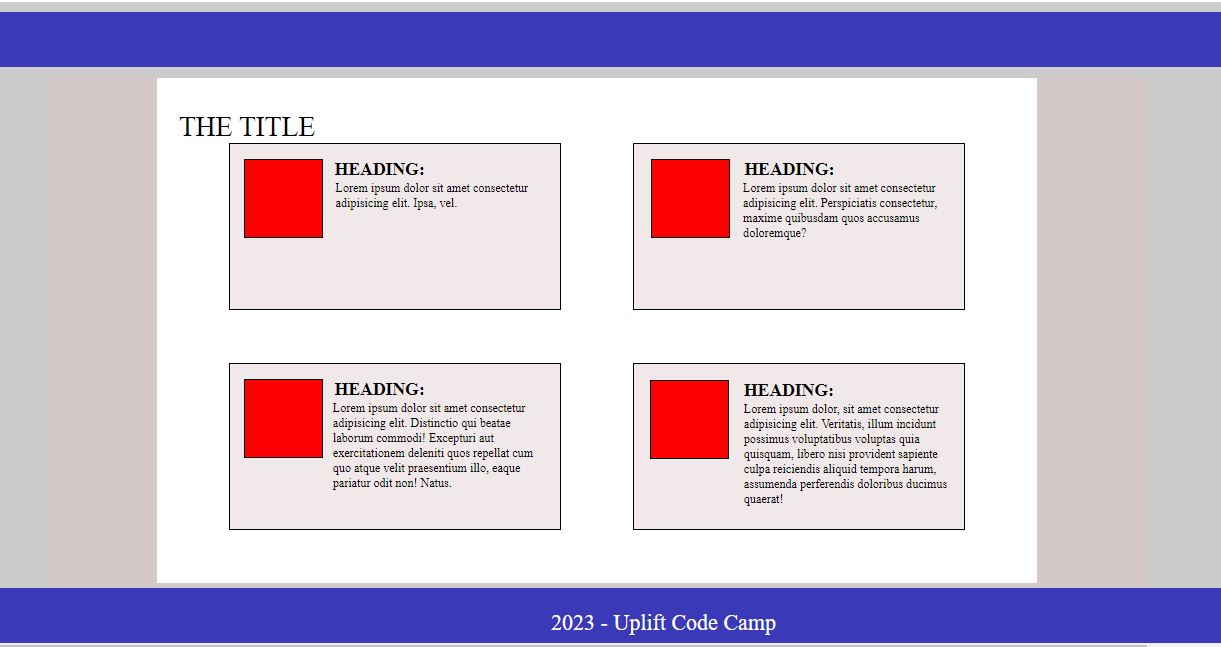 THE TITLE
HEADING:
Lorem ipsum dolor sit amet consectetur
adipisicing elit. Ipsa, vel.
HEADING:
Lorem ipsum dolor sit amet consectetur
adipisicing elit. Perspiciatis consectetur,
maxime quibusdam quos accusamus
doloremque?
HEADING:
Lorem ipsum dolor sit amet consectetur
adipisicing elit. Distinctio qui beatae
laborum commodi! Excepturi aut
exercitationem deleniti quos repellat cum
quo atque velit praesentium illo, eaque
pariatur odit non! Natus.
HEADING:
Lorem ipsum dolor, sit amet consectetur
adipisicing elit. Veritatis, illum incidunt
possimus voluptatibus voluptas quia
quisquam, libero nisi provident sapiente
culpa reiciendis aliquid tempora harum,
assumenda perferendis doloribus ducimus
quaerat!
2023 - Uplift Code Camp